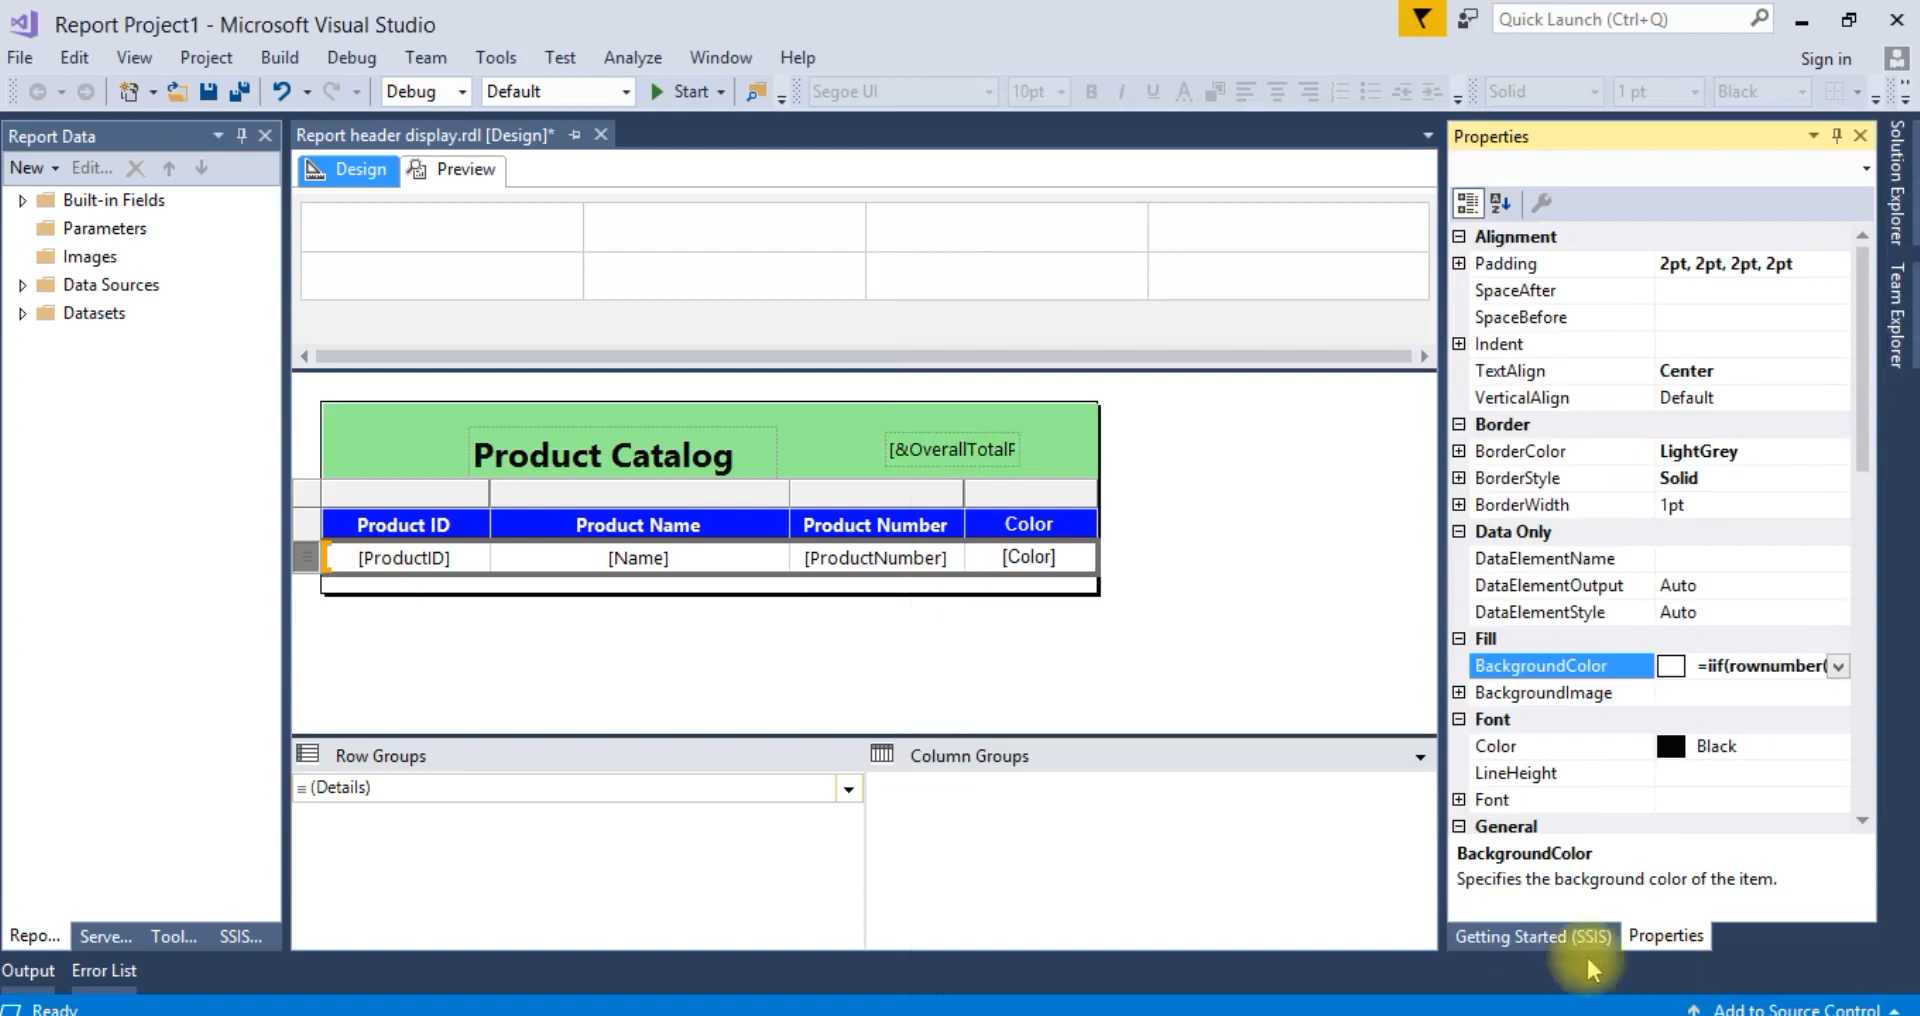 Report Project1 - Microsoft Visual Studio
Quick Launch (Ctrl+Q)
File Edit View Project Build Debug Team Tools Test Analyze Window Help
Sign in
Debug Default Start Segoe UI 10pt B I U A Solid 1 pt Black
Report Data
New Edit...
Built-in Fields
Parameters
Images
Data Sources
Datasets
Repo... Serve... Tool... SSIS...
Report header display.rdl [Design]*
Design Preview
Product Catalog
[&OverallTotalP
Product ID Product Name Product Number Color
[ProductID] [Name] [ProductNumber] [Color]
Row Groups
Column Groups
(Details)
Properties
Alignment
Padding 2pt, 2pt, 2pt, 2pt
SpaceAfter
SpaceBefore
Indent
TextAlign Center
VerticalAlign Default
Border
BorderColor LightGrey
BorderStyle Solid
BorderWidth 1pt
Data Only
DataElementName
DataElementOutput Auto
DataElementStyle Auto
Fill
BackgroundColor =iif(rownumber(
BackgroundImage
Font
Color Black
LineHeight
Font
General
BackgroundColor
Specifies the background color of the item.
Getting Started (SSIS) Properties
Solution Explorer
Team Explorer
Output Error List
Ready
Add to Source Control